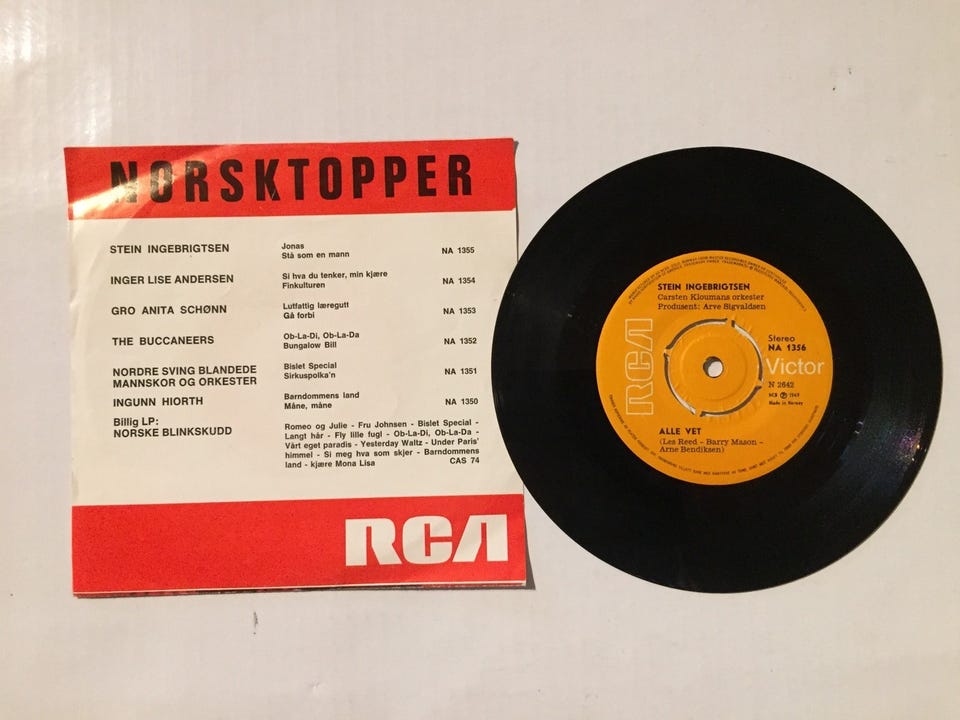 NORSKTOPPER
STEIN INGEBRIGTSEN Jonas
Stå som en mann NA 1355
INGER LISE ANDERSEN Si hva du tenker, min kjære
Finkulturen NA 1354
GRO ANITA SCHØNN Lutfattig læregutt
Gå forbi NA 1353
THE BUCCANEERS Ob-La-Di, Ob-La-Da
Bungalow Bill NA 1352
NORDRE SVING BLANDEDE
MANNSKOR OG ORKESTER Bislet Special
Sirkuspolka'n NA 1351
INGUNN HIORTH Barndommens land
Måne, måne NA 1350
Billig LP:
NORSKE BLINKSKUDD
Romeo og Julie - Fru Johnsen - Bislet Special -
Langt hår - Fly lille fugl - Ob-La-Di, Ob-La-Da -
Vårt eget paradis - Yesterday Waltz - Under Paris'
himmel - Si meg hva som skjer - Barndommens
land - kjære Mona Lisa CAS 74
RCA
STEIN INGEBRIGTSEN
Carsten Kloumans orkester
Produsent: Arve Sigvaldsen
RCA
Stereo
NA 1356
Victor
N 2642
NCB Ⓟ 1969
Made in Norway
ALLE VET
(Les Reed - Barry Mason -
Arne Bendiksen)